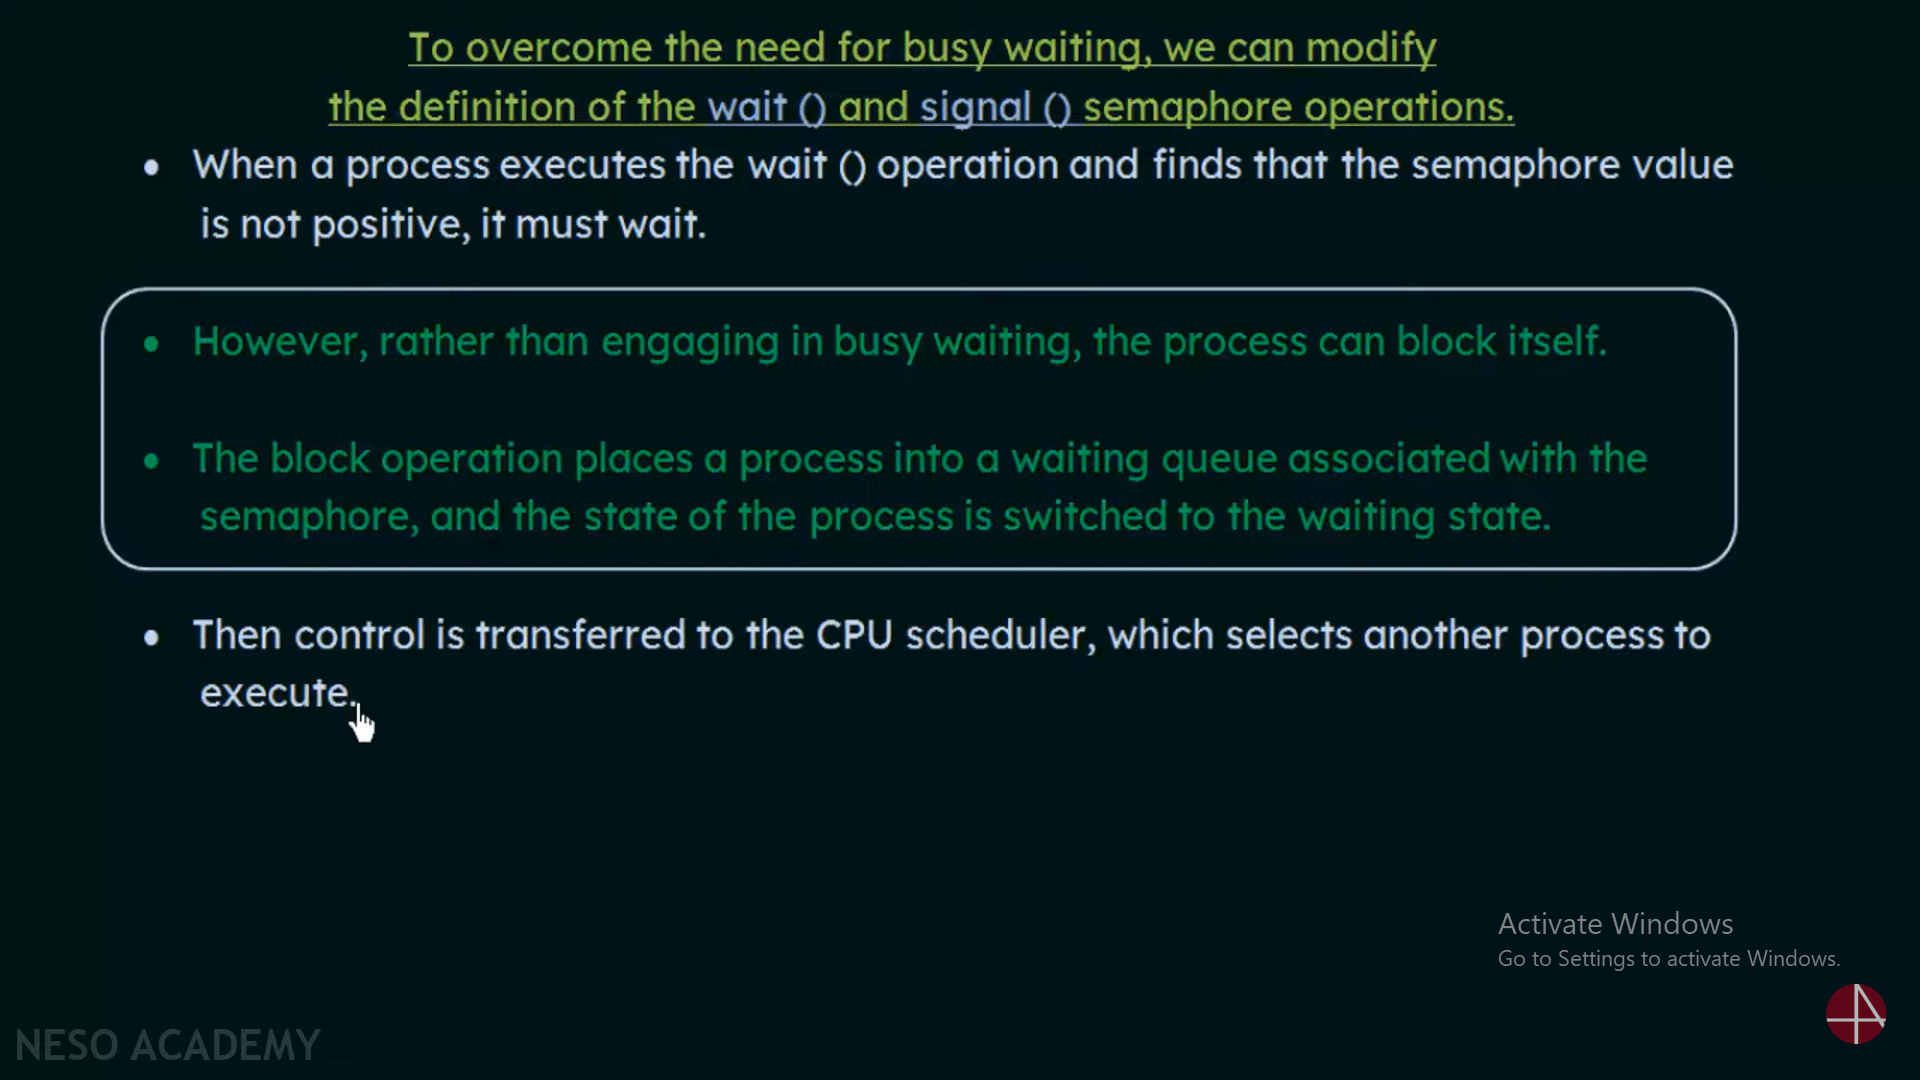 To overcome the need for busy waiting, we can modify
the definition of the wait () and signal () semaphore operations.
• When a process executes the wait () operation and finds that the semaphore value
is not positive, it must wait.
• However, rather than engaging in busy waiting, the process can block itself.
• The block operation places a process into a waiting queue associated with the
semaphore, and the state of the process is switched to the waiting state.
• Then control is transferred to the CPU scheduler, which selects another process to
execute.
Activate Windows
Go to Settings to activate Windows.
NESO ACADEMY